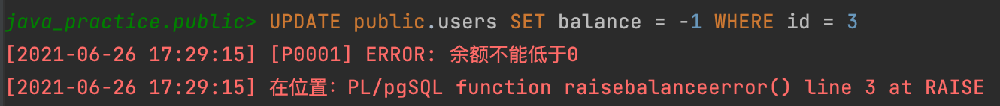 java_practice.public> UPDATE public.users SET balance = -1 WHERE id = 3
[2021-06-26 17:29:15] [P0001] ERROR: 余额不能低于0
[2021-06-26 17:29:15] 在位置：PL/pgSQL function raisebalanceerror() line 3 at RAISE